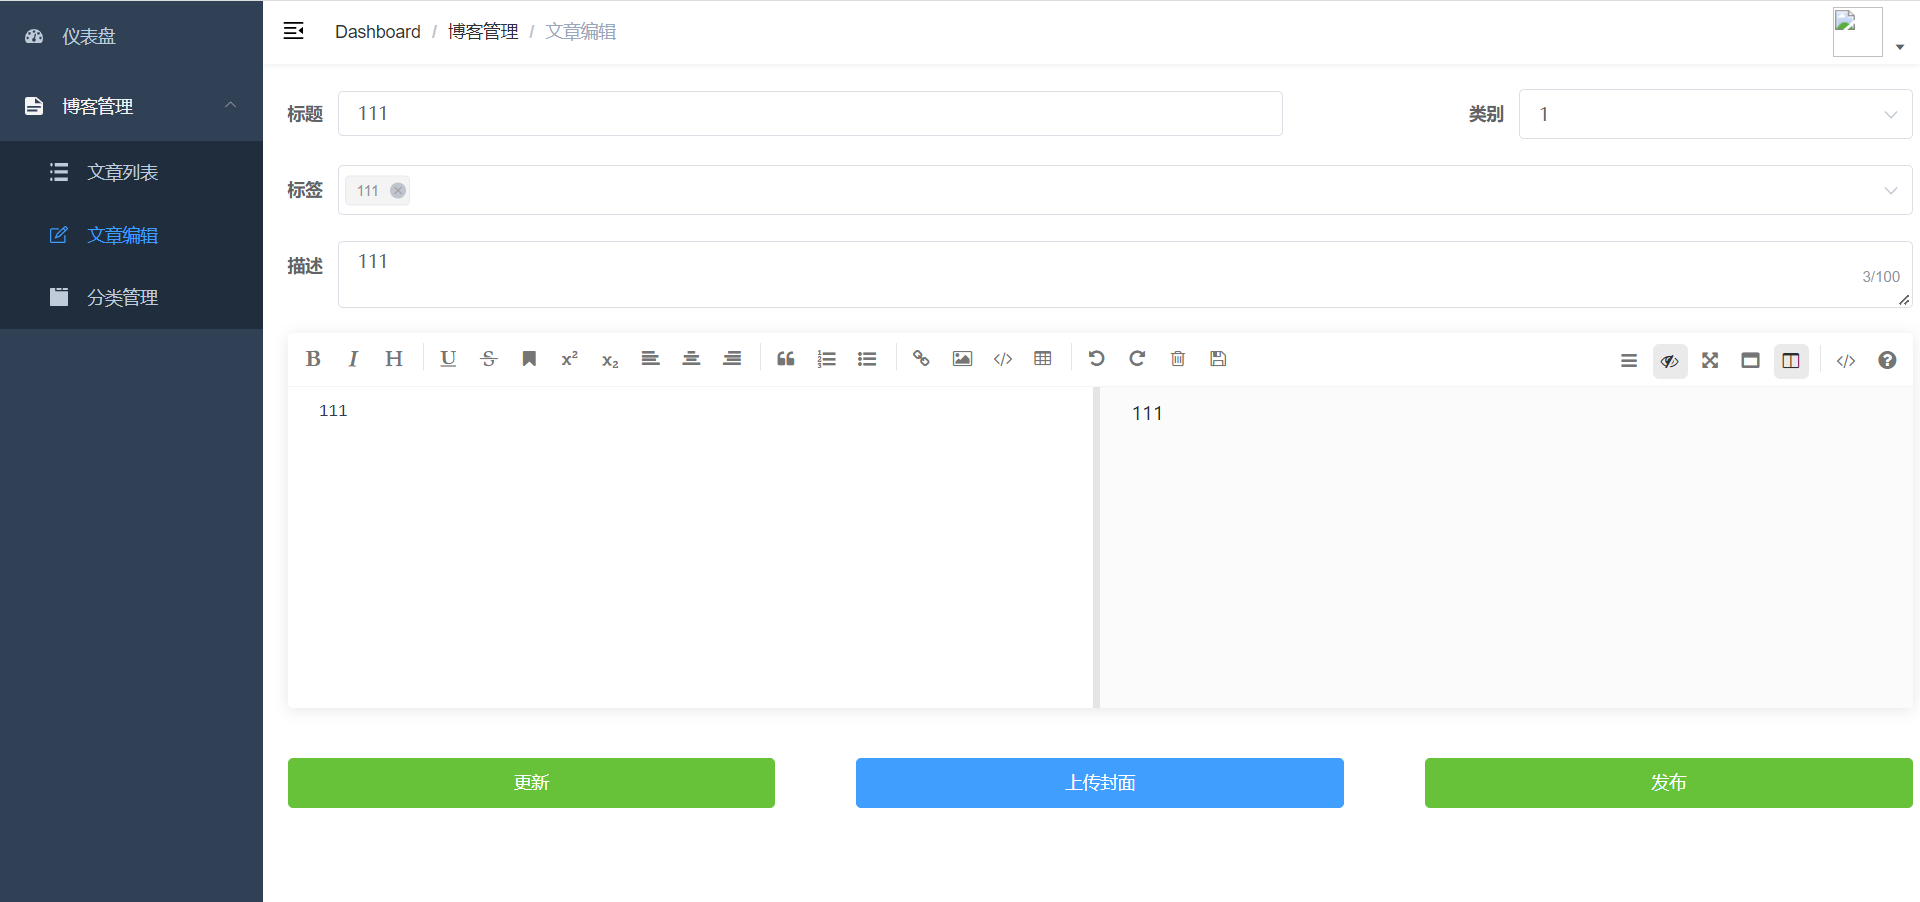 仪表盘
博客管理
文章列表
文章编辑
分类管理
Dashboard / 博客管理 / 文章编辑
标题 111
类别 1
标签 111
描述 111
3/100
111
111
更新
上传封面
发布